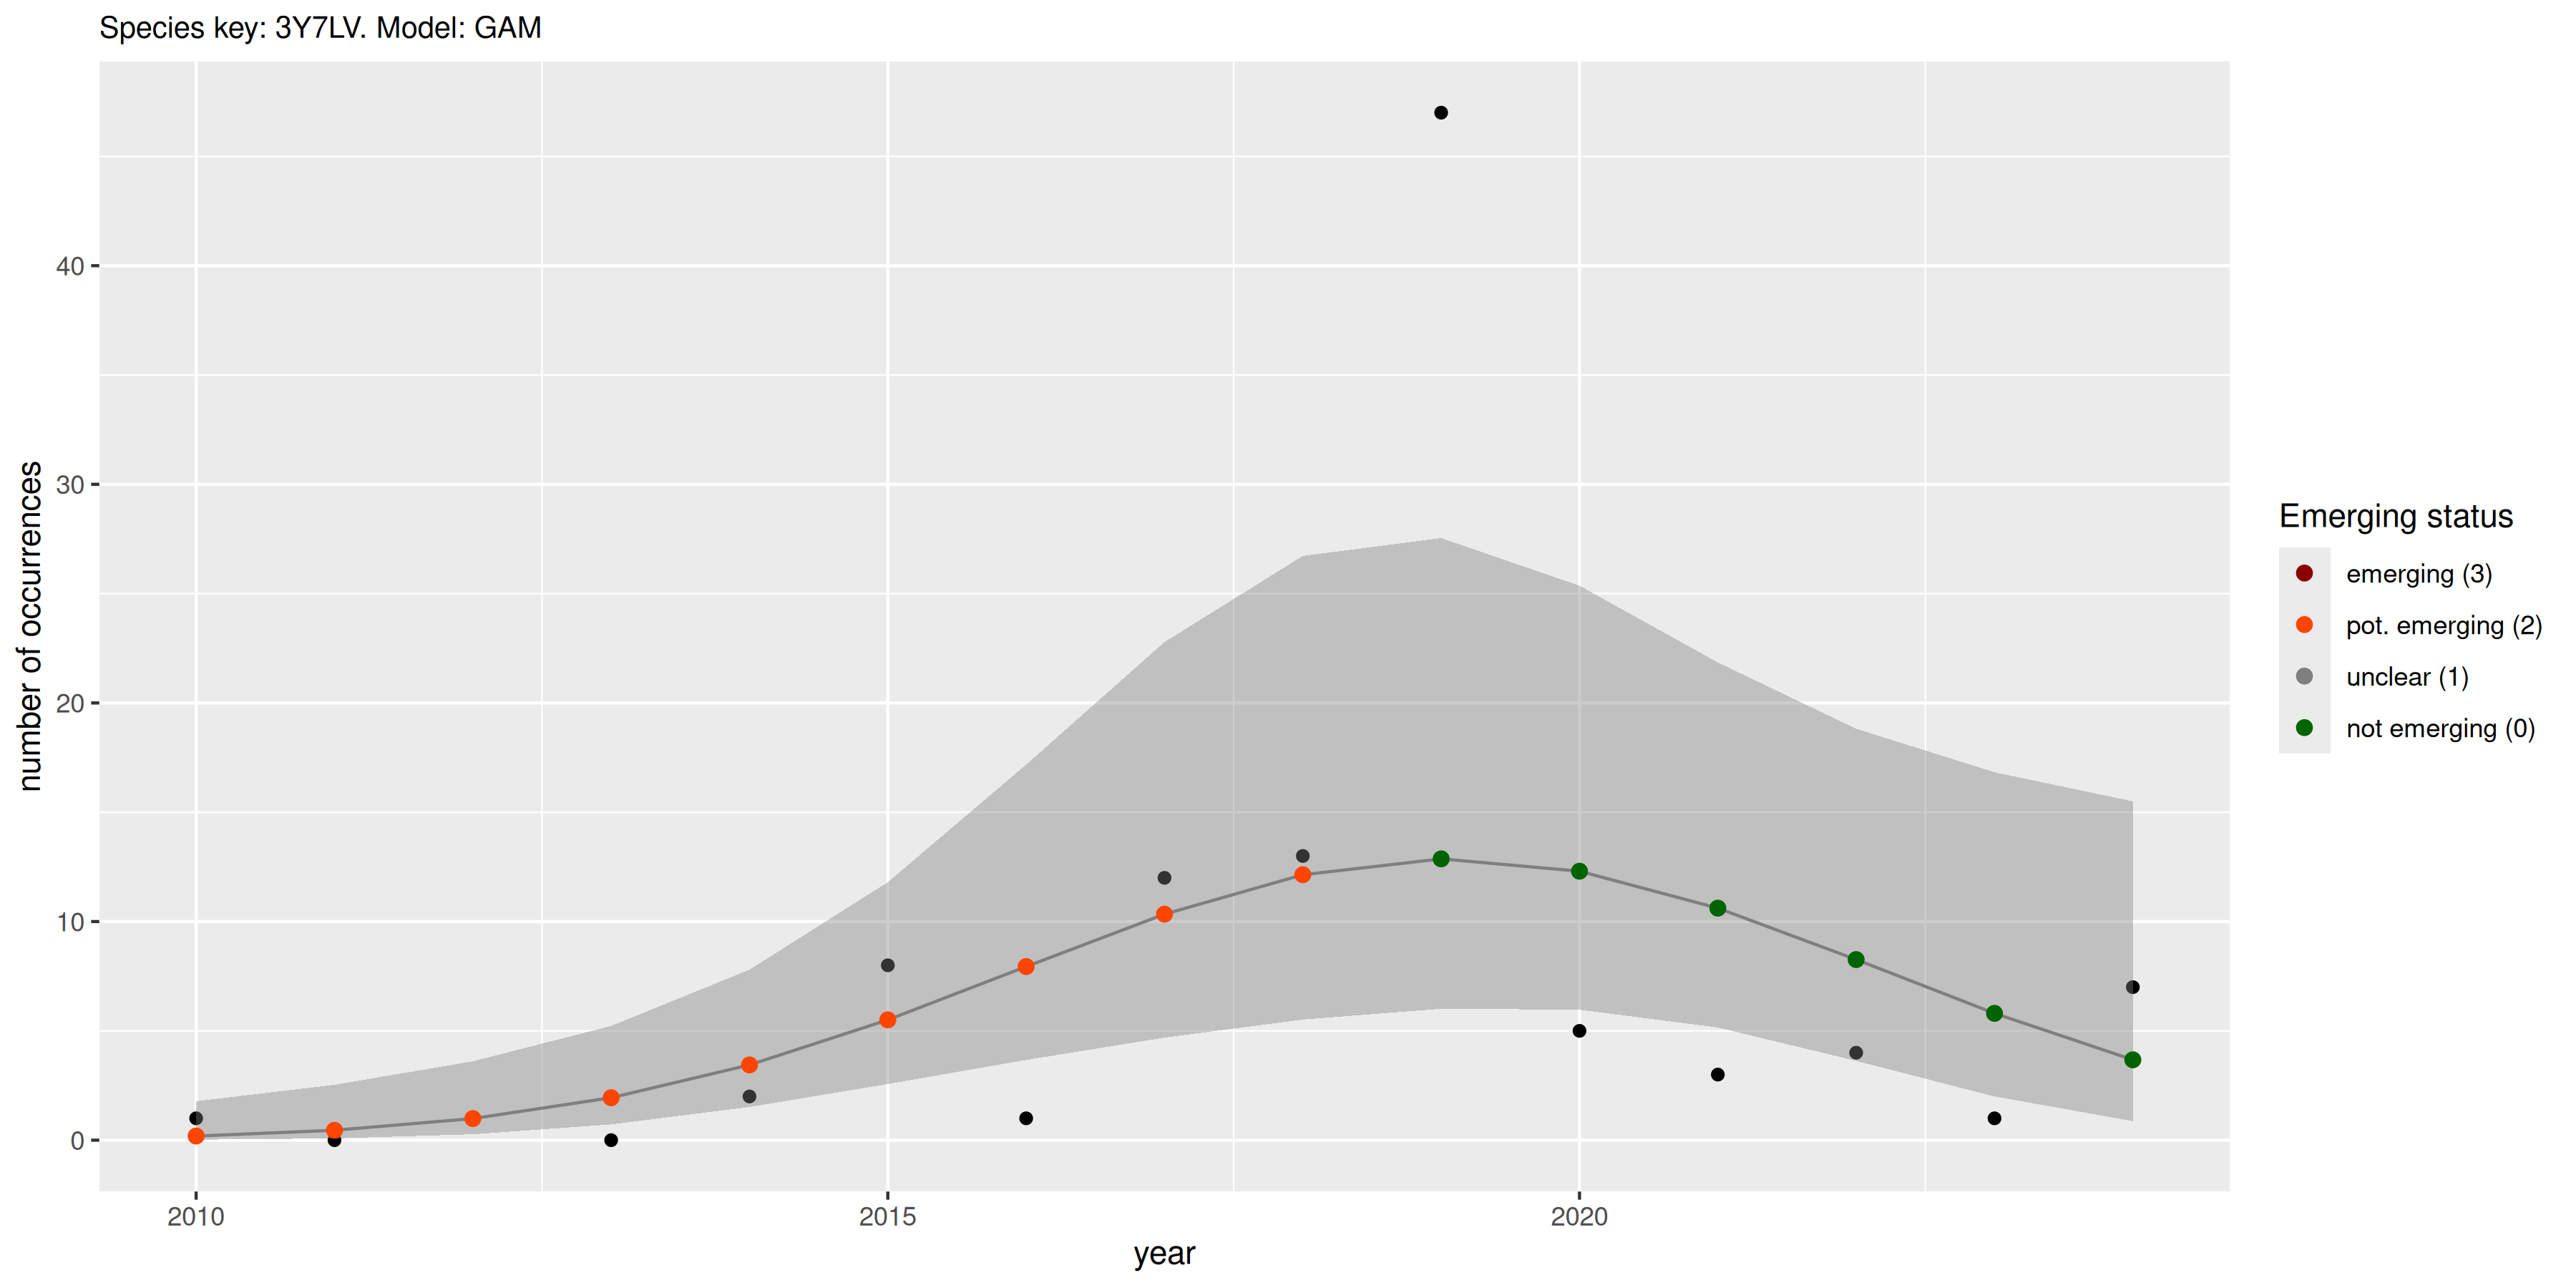 Species key: 3Y7LV. Model: GAM
number of occurrences
40
30
20
10
0
2010
2015
2020
year
Emerging status
emerging (3)
pot. emerging (2)
unclear (1)
not emerging (0)